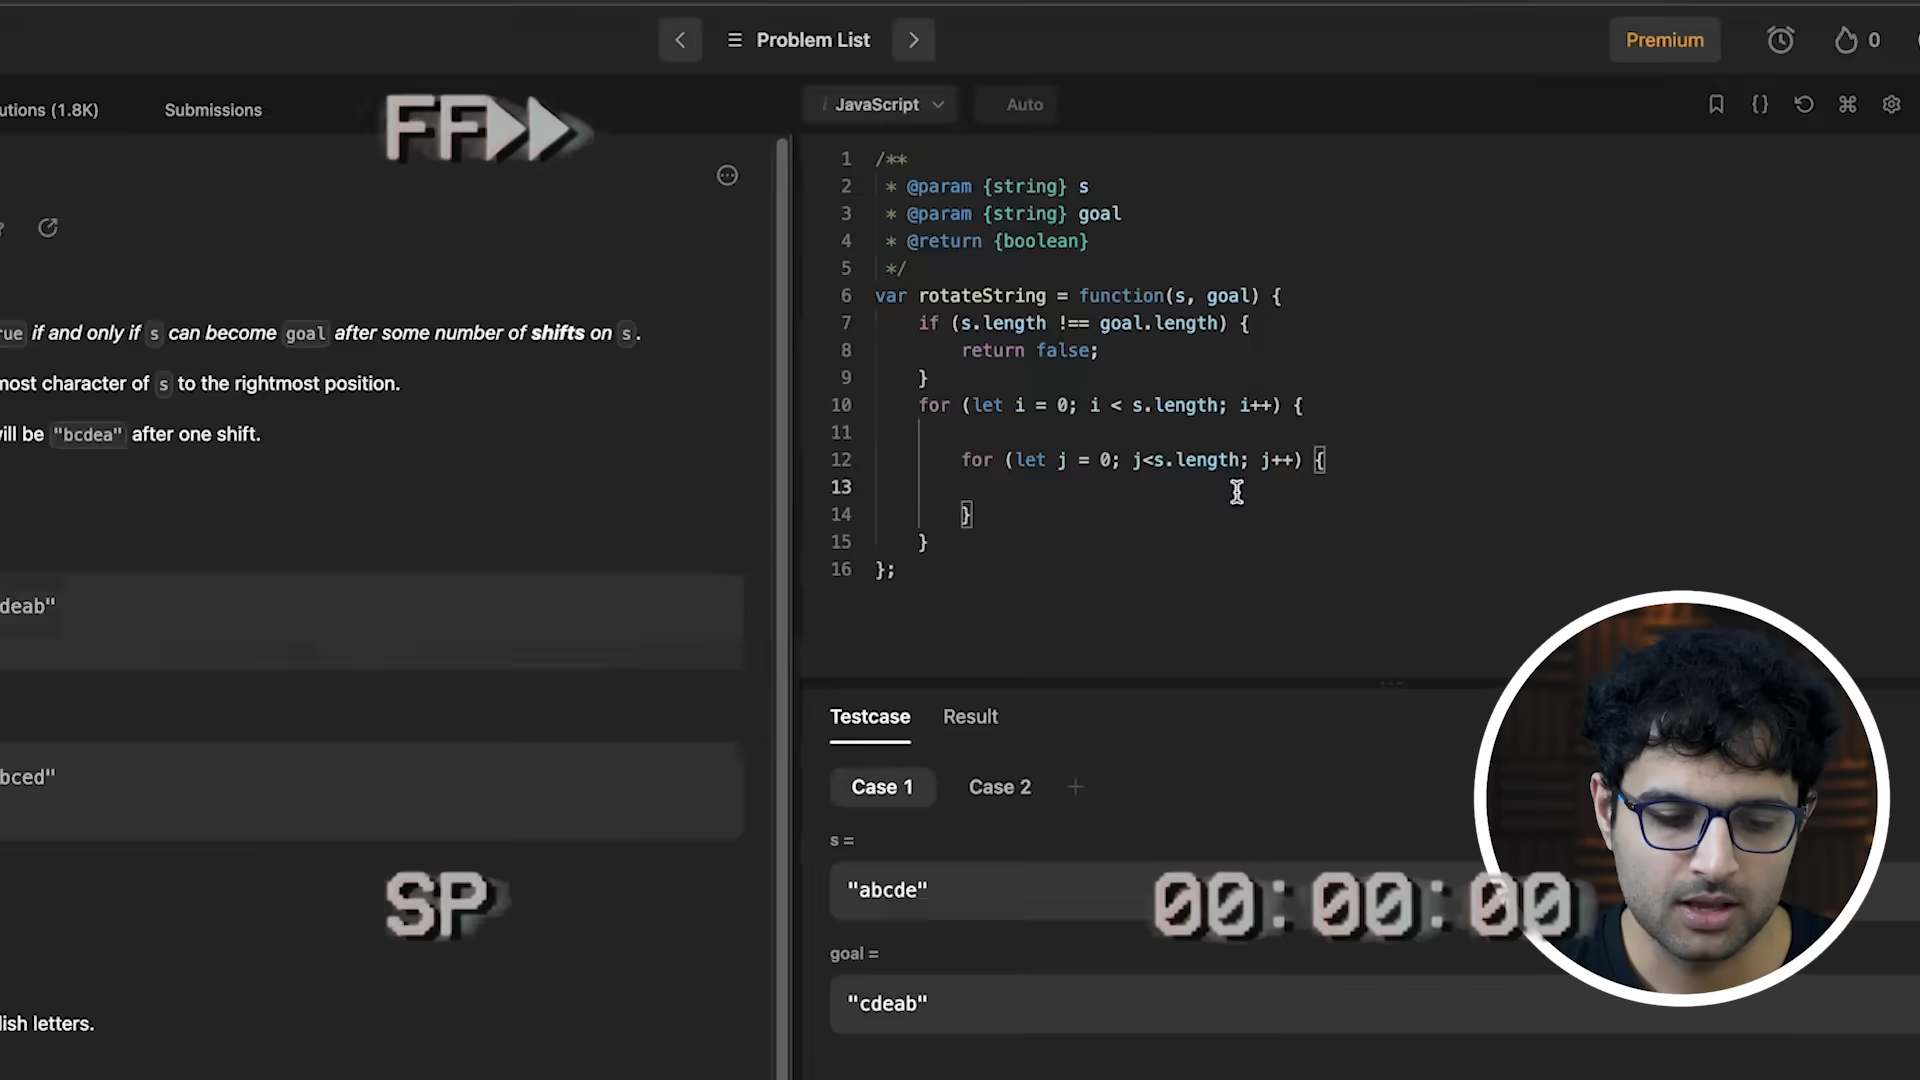 Problem List
Premium
0
utions (1.8K)
Submissions
FF
JavaScript
Auto
1 /**
2 * @param {string} s
3 * @param {string} goal
4 * @return {boolean}
5 */
6 var rotateString = function(s, goal) {
7 if (s.length !== goal.length) {
8 return false;
9 }
10 for (let i = 0; i < s.length; i++) {
11
12 for (let j = 0; j<s.length; j++) {
13
14 }
15 }
16 };
rue if and only if s can become goal after some number of shifts on s.
most character of s to the rightmost position.
ill be "bcdea" after one shift.
deab"
bced"
SP
lish letters.
Testcase
Result
Case 1
Case 2
+
s =
"abcde"
00:00:00
goal =
"cdeab"